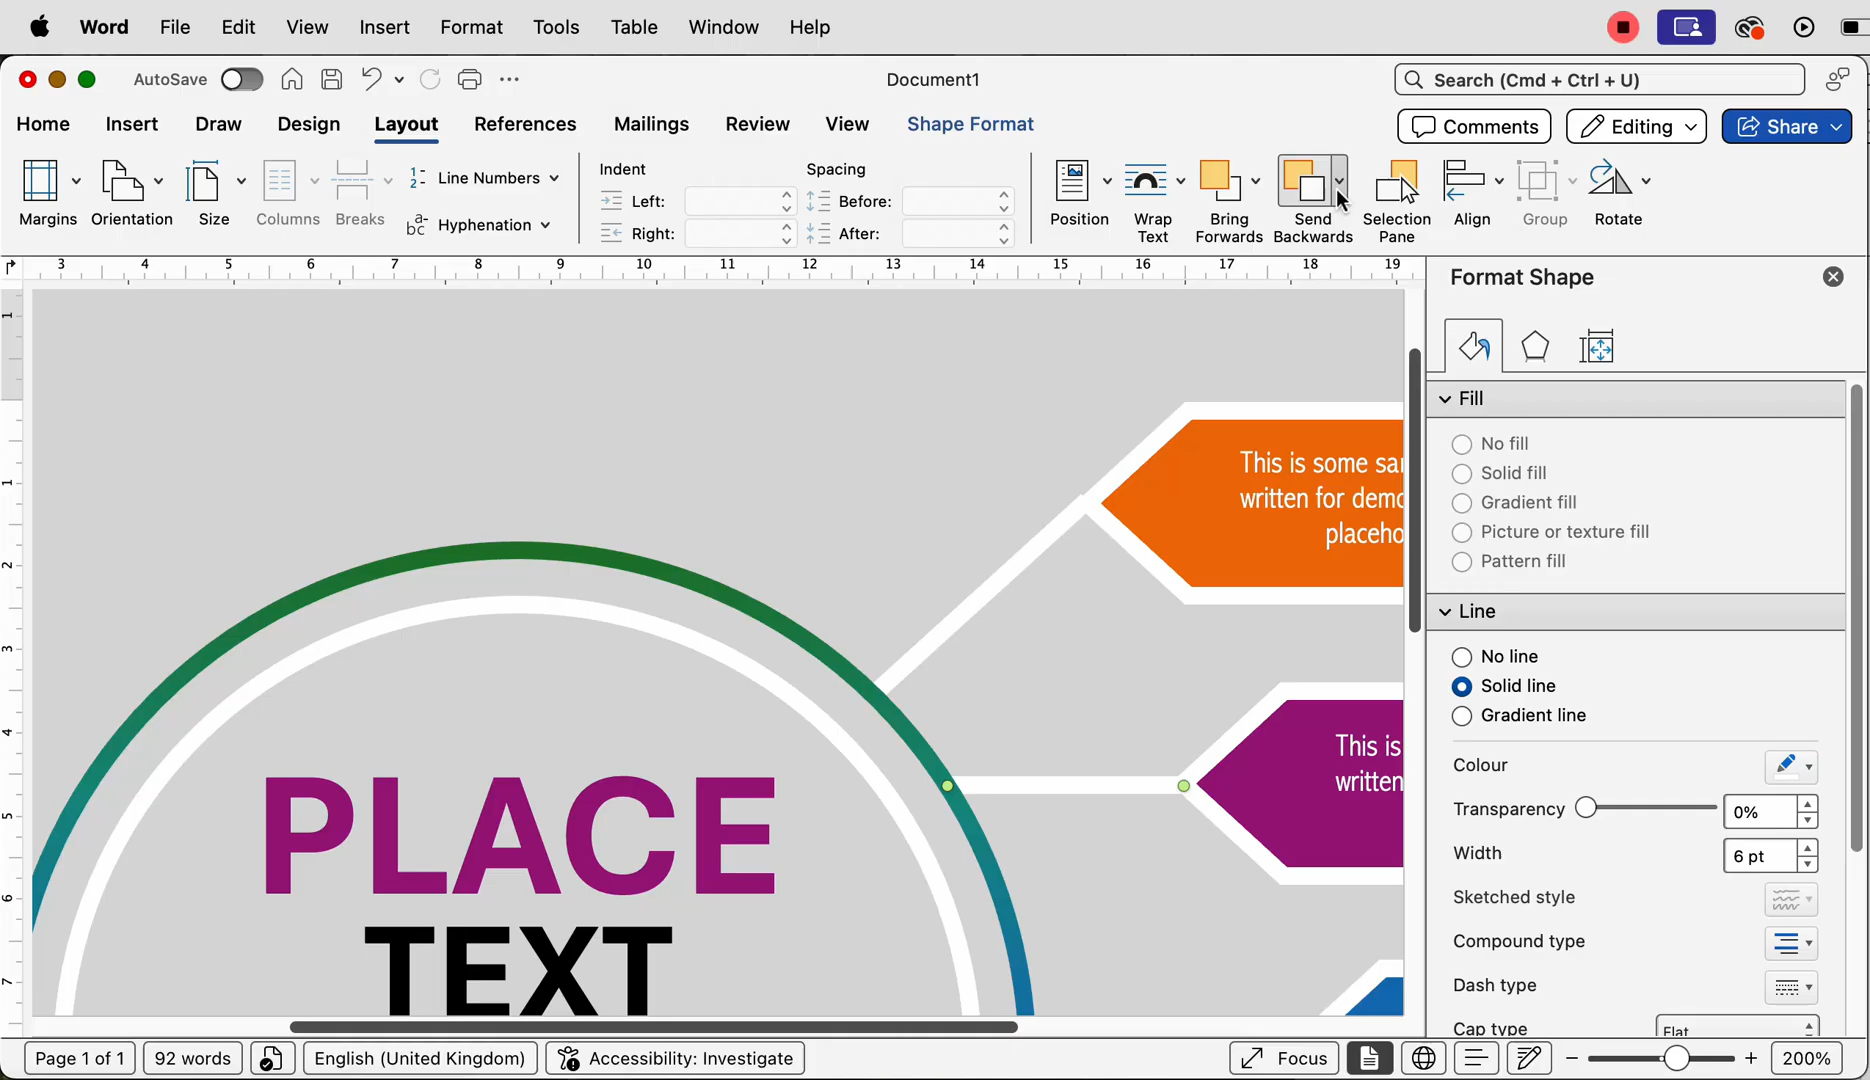 Word File Edit View Insert Format Tools Table Window Help
AutoSave Document1 Search (Cmd + Ctrl + U)
Home Insert Draw Design Layout References Mailings Review View Shape Format Comments Editing Share
Margins Orientation Size Columns Breaks
Line Numbers
Hyphenation
Indent Spacing
Left: Before:
Right: After:
Position Wrap Text Bring Forwards Send Backwards Selection Pane Align Group Rotate
3 4 5 6 7 8 9 10 11 12 13 14 15 16 17 18 19
1
1
2
3
4
5
6
7
This is some
written for
PLACE
TEXT
This is
written
Format Shape
Fill
No fill
Solid fill
Gradient fill
Picture or texture fill
Pattern fill
Line
No line
Solid line
Gradient line
Colour
Transparency 0%
Width 6 pt
Sketched style
Compound type
Dash type
Cap type Flat
Page 1 of 1 92 words English (United Kingdom) Accessibility: Investigate Focus 200%